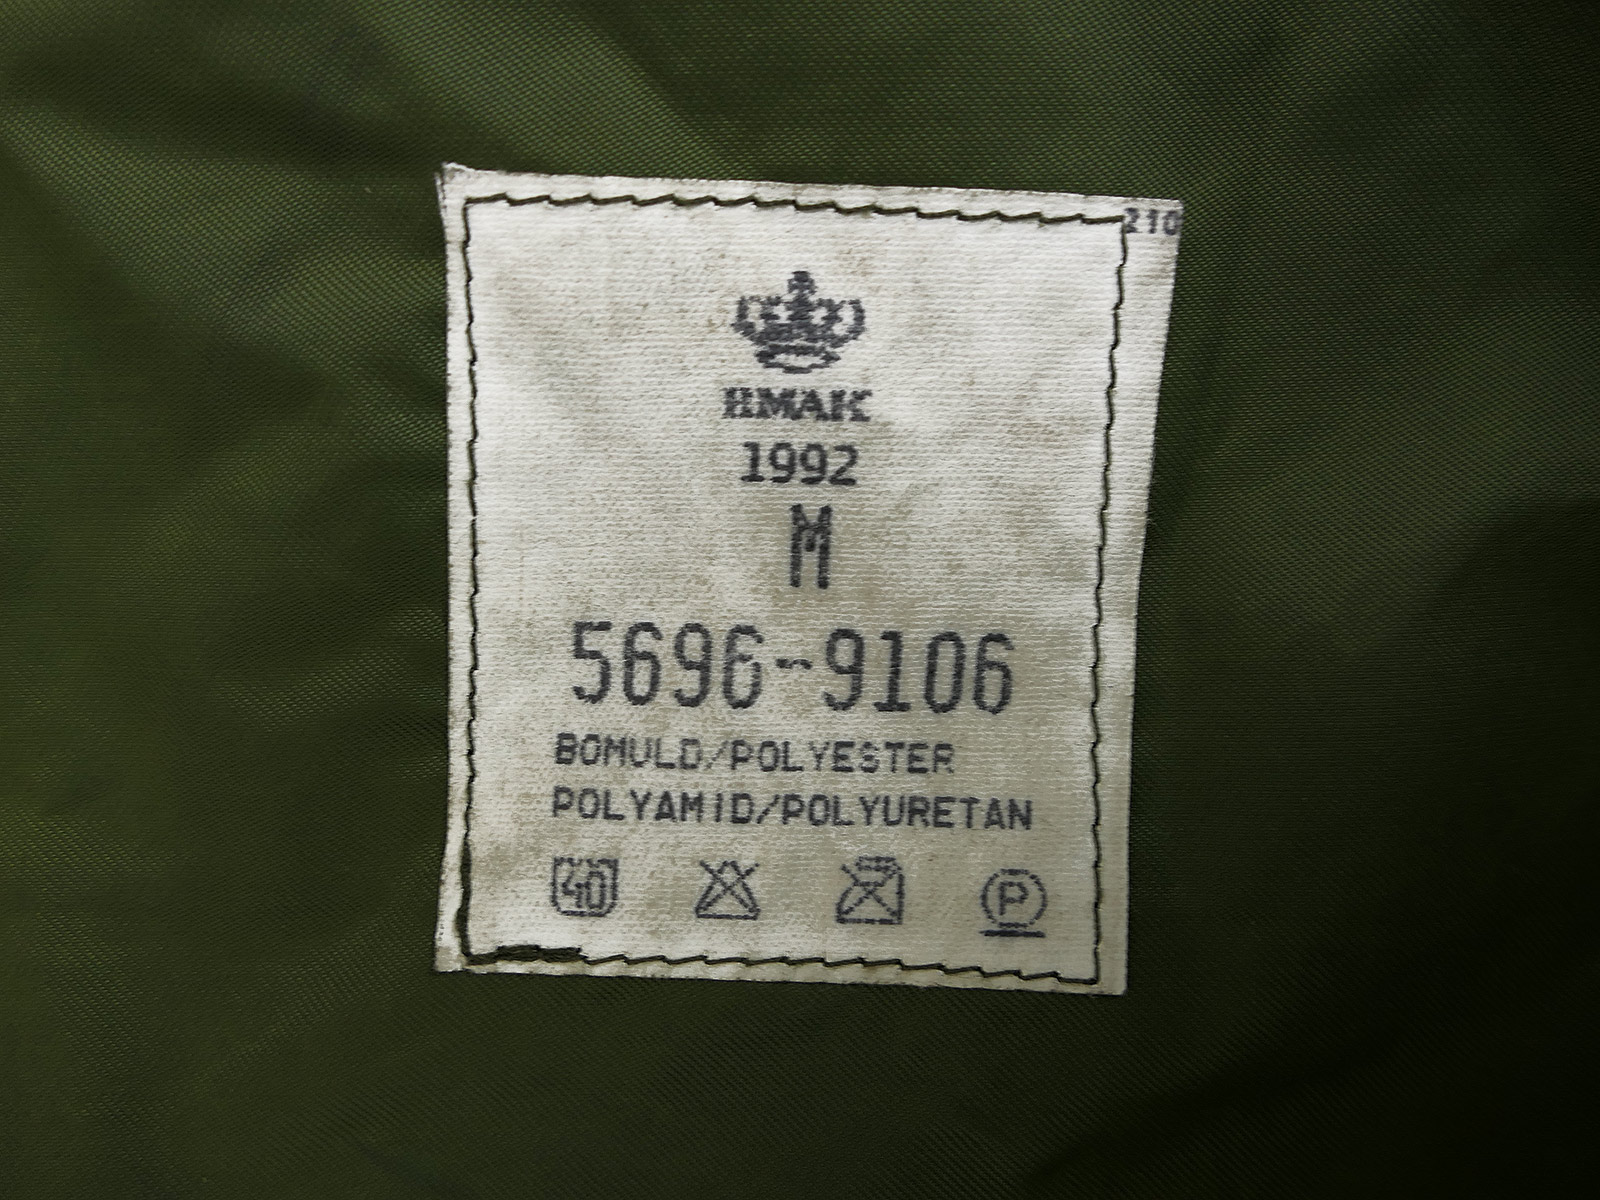 210
HMAK
1992
M
5696-9106
BOMULD/POLYESTER
POLYAMID/POLYURETAN
40
P